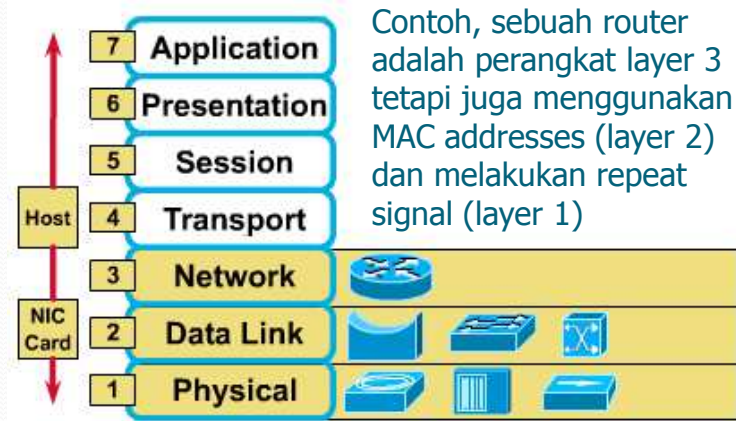 Contoh, sebuah router
adalah perangkat layer 3
tetapi juga menggunakan
MAC addresses (layer 2)
dan melakukan repeat
signal (layer 1)
7 Application
6 Presentation
5 Session
Host 4 Transport
3 Network
NIC
Card
2 Data Link
1 Physical